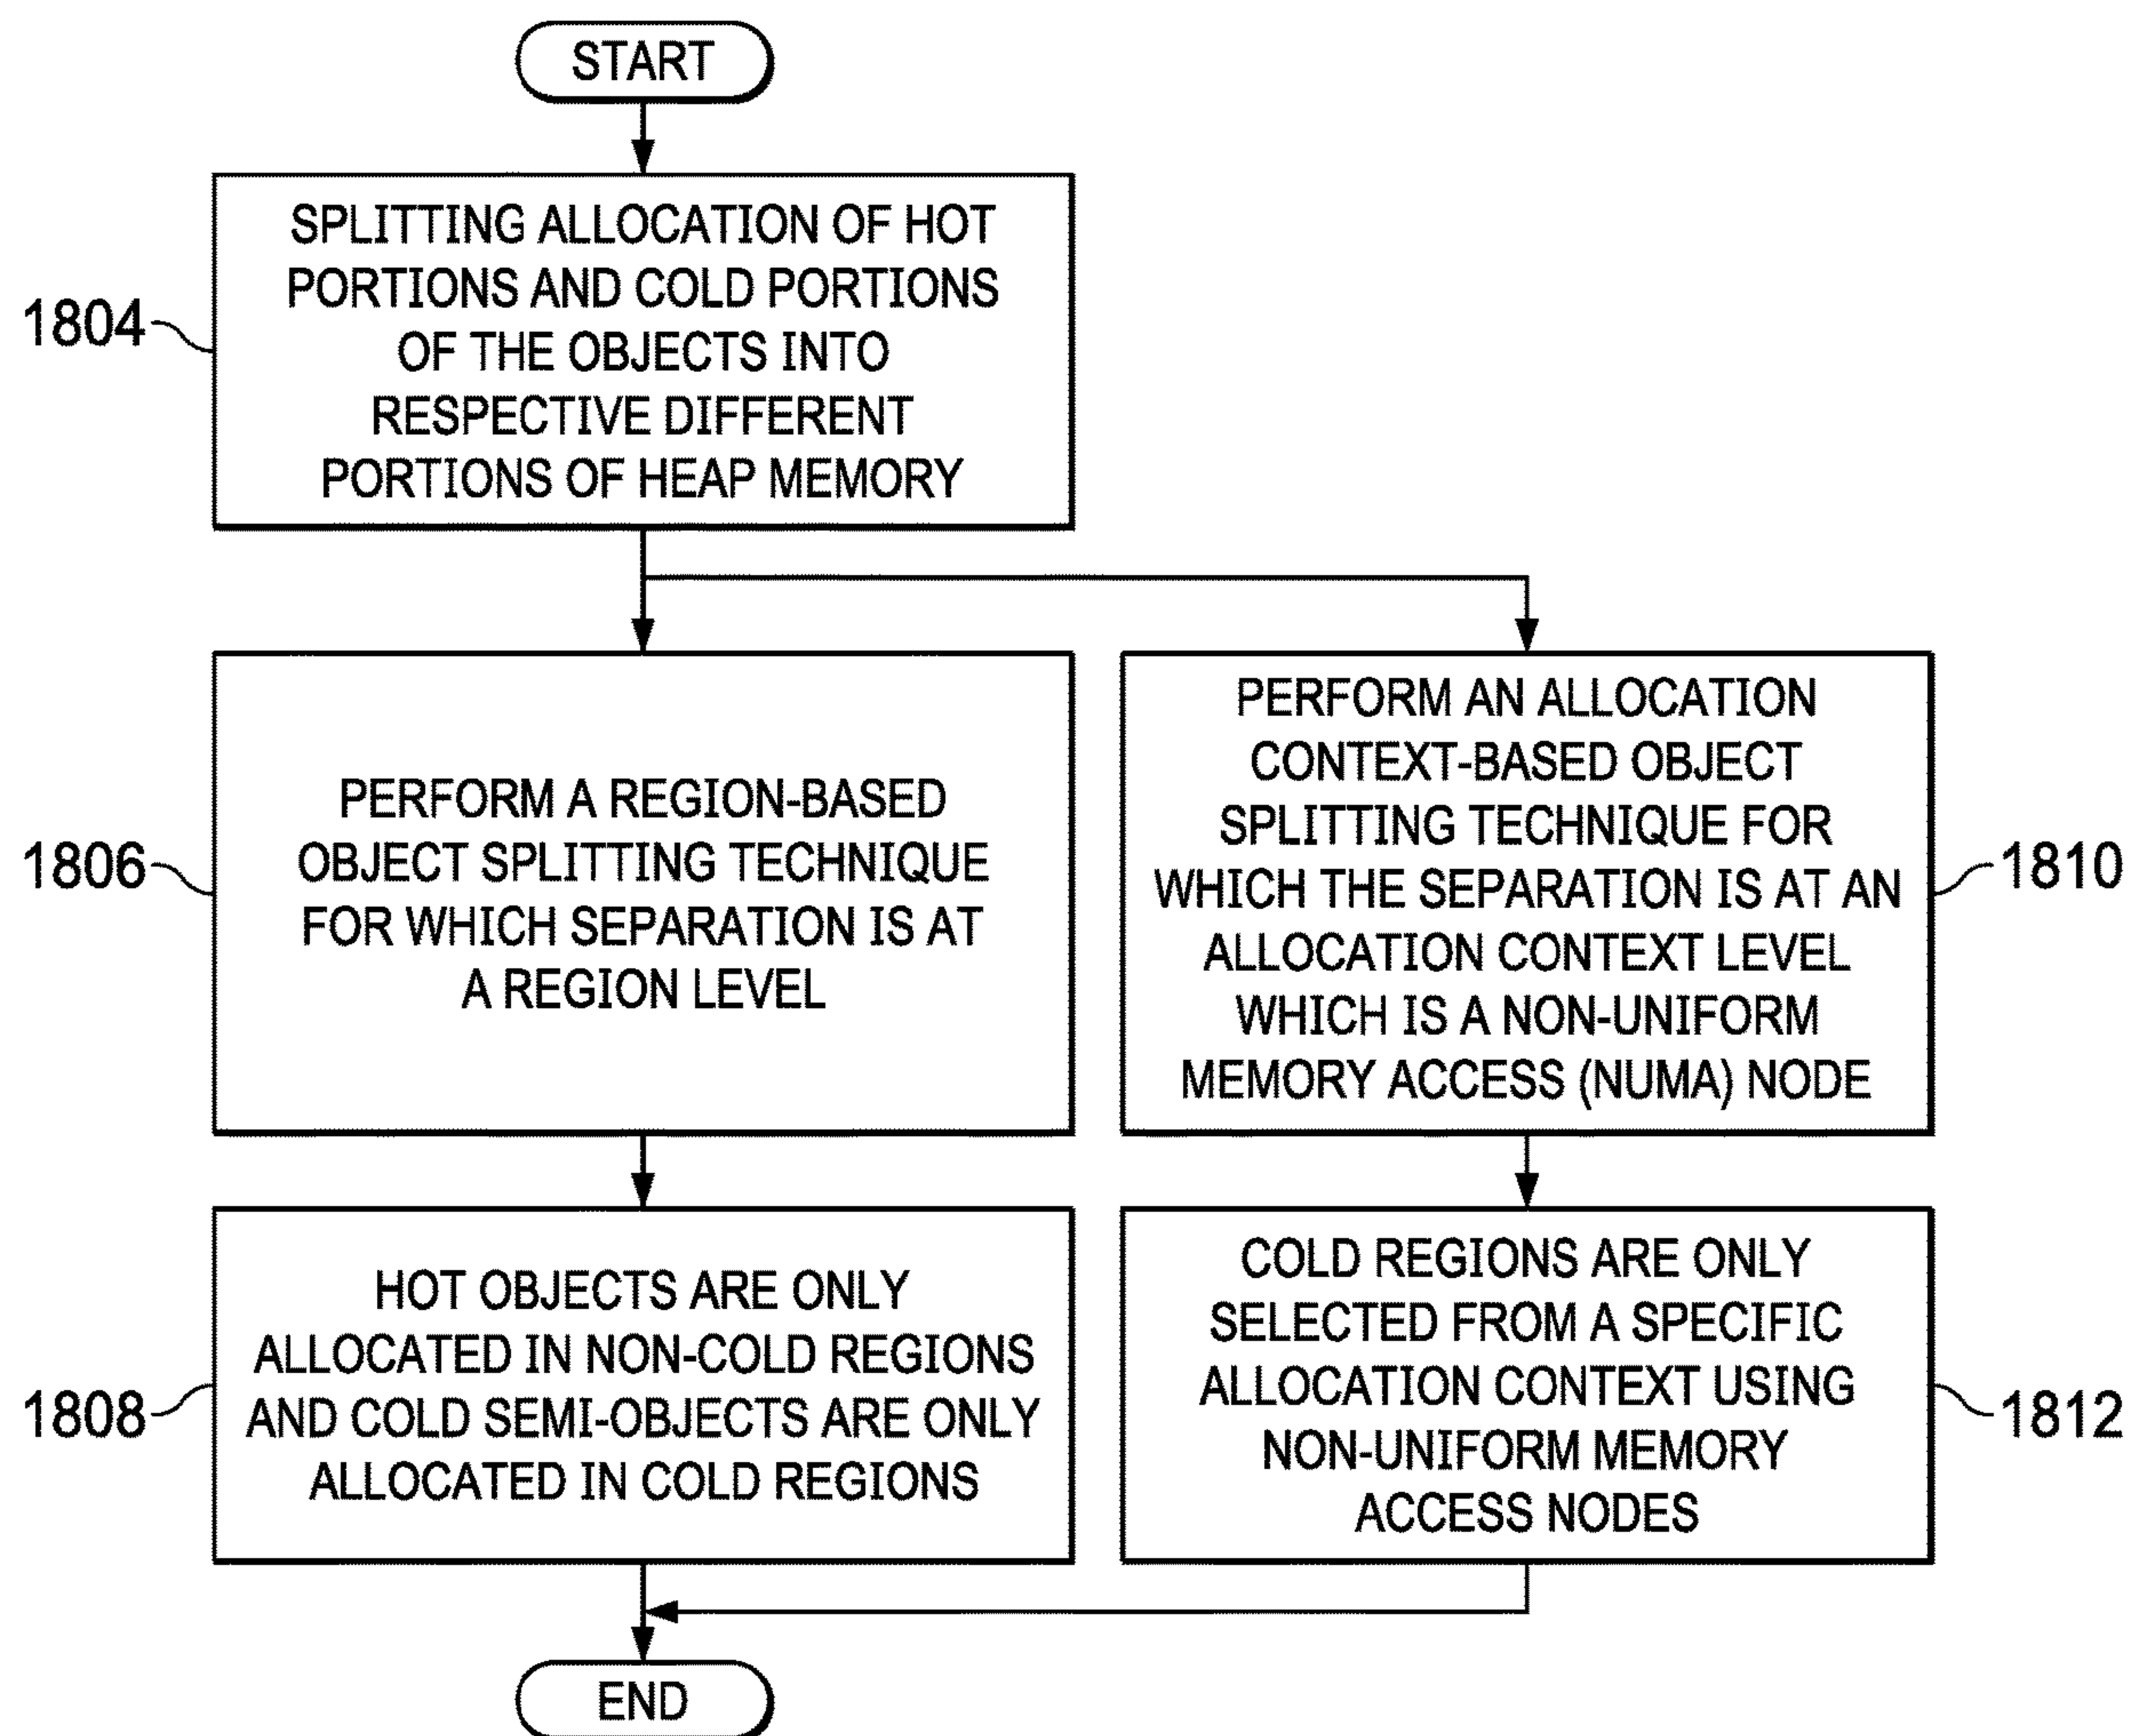 START
SPLITTING ALLOCATION OF HOT
PORTIONS AND COLD PORTIONS
OF THE OBJECTS INTO
RESPECTIVE DIFFERENT
PORTIONS OF HEAP MEMORY
1804
PERFORM A REGION-BASED
OBJECT SPLITTING TECHNIQUE
FOR WHICH SEPARATION IS AT
A REGION LEVEL
1806
PERFORM AN ALLOCATION
CONTEXT-BASED OBJECT
SPLITTING TECHNIQUE FOR
WHICH THE SEPARATION IS AT AN
ALLOCATION CONTEXT LEVEL
WHICH IS A NON-UNIFORM
MEMORY ACCESS (NUMA) NODE
1810
HOT OBJECTS ARE ONLY
ALLOCATED IN NON-COLD REGIONS
AND COLD SEMI-OBJECTS ARE ONLY
ALLOCATED IN COLD REGIONS
1808
COLD REGIONS ARE ONLY
SELECTED FROM A SPECIFIC
ALLOCATION CONTEXT USING
NON-UNIFORM MEMORY
ACCESS NODES
1812
END